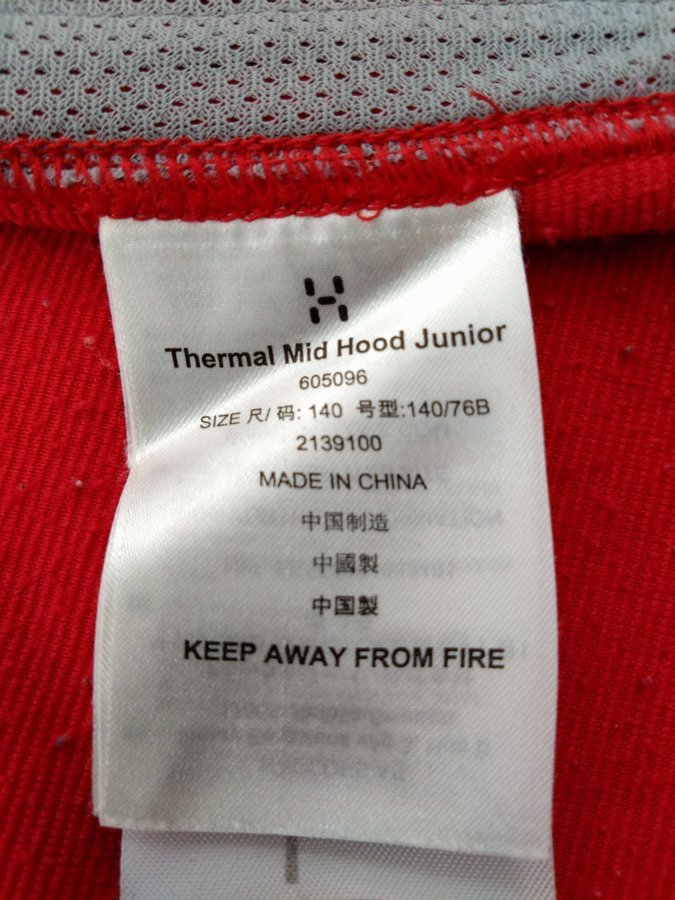 Thermal Mid Hood Junior
605096
SIZE 尺/ 码: 140 号型:140/76B
2139100
MADE IN CHINA
中国制造
中國製
中国製
KEEP AWAY FROM FIRE